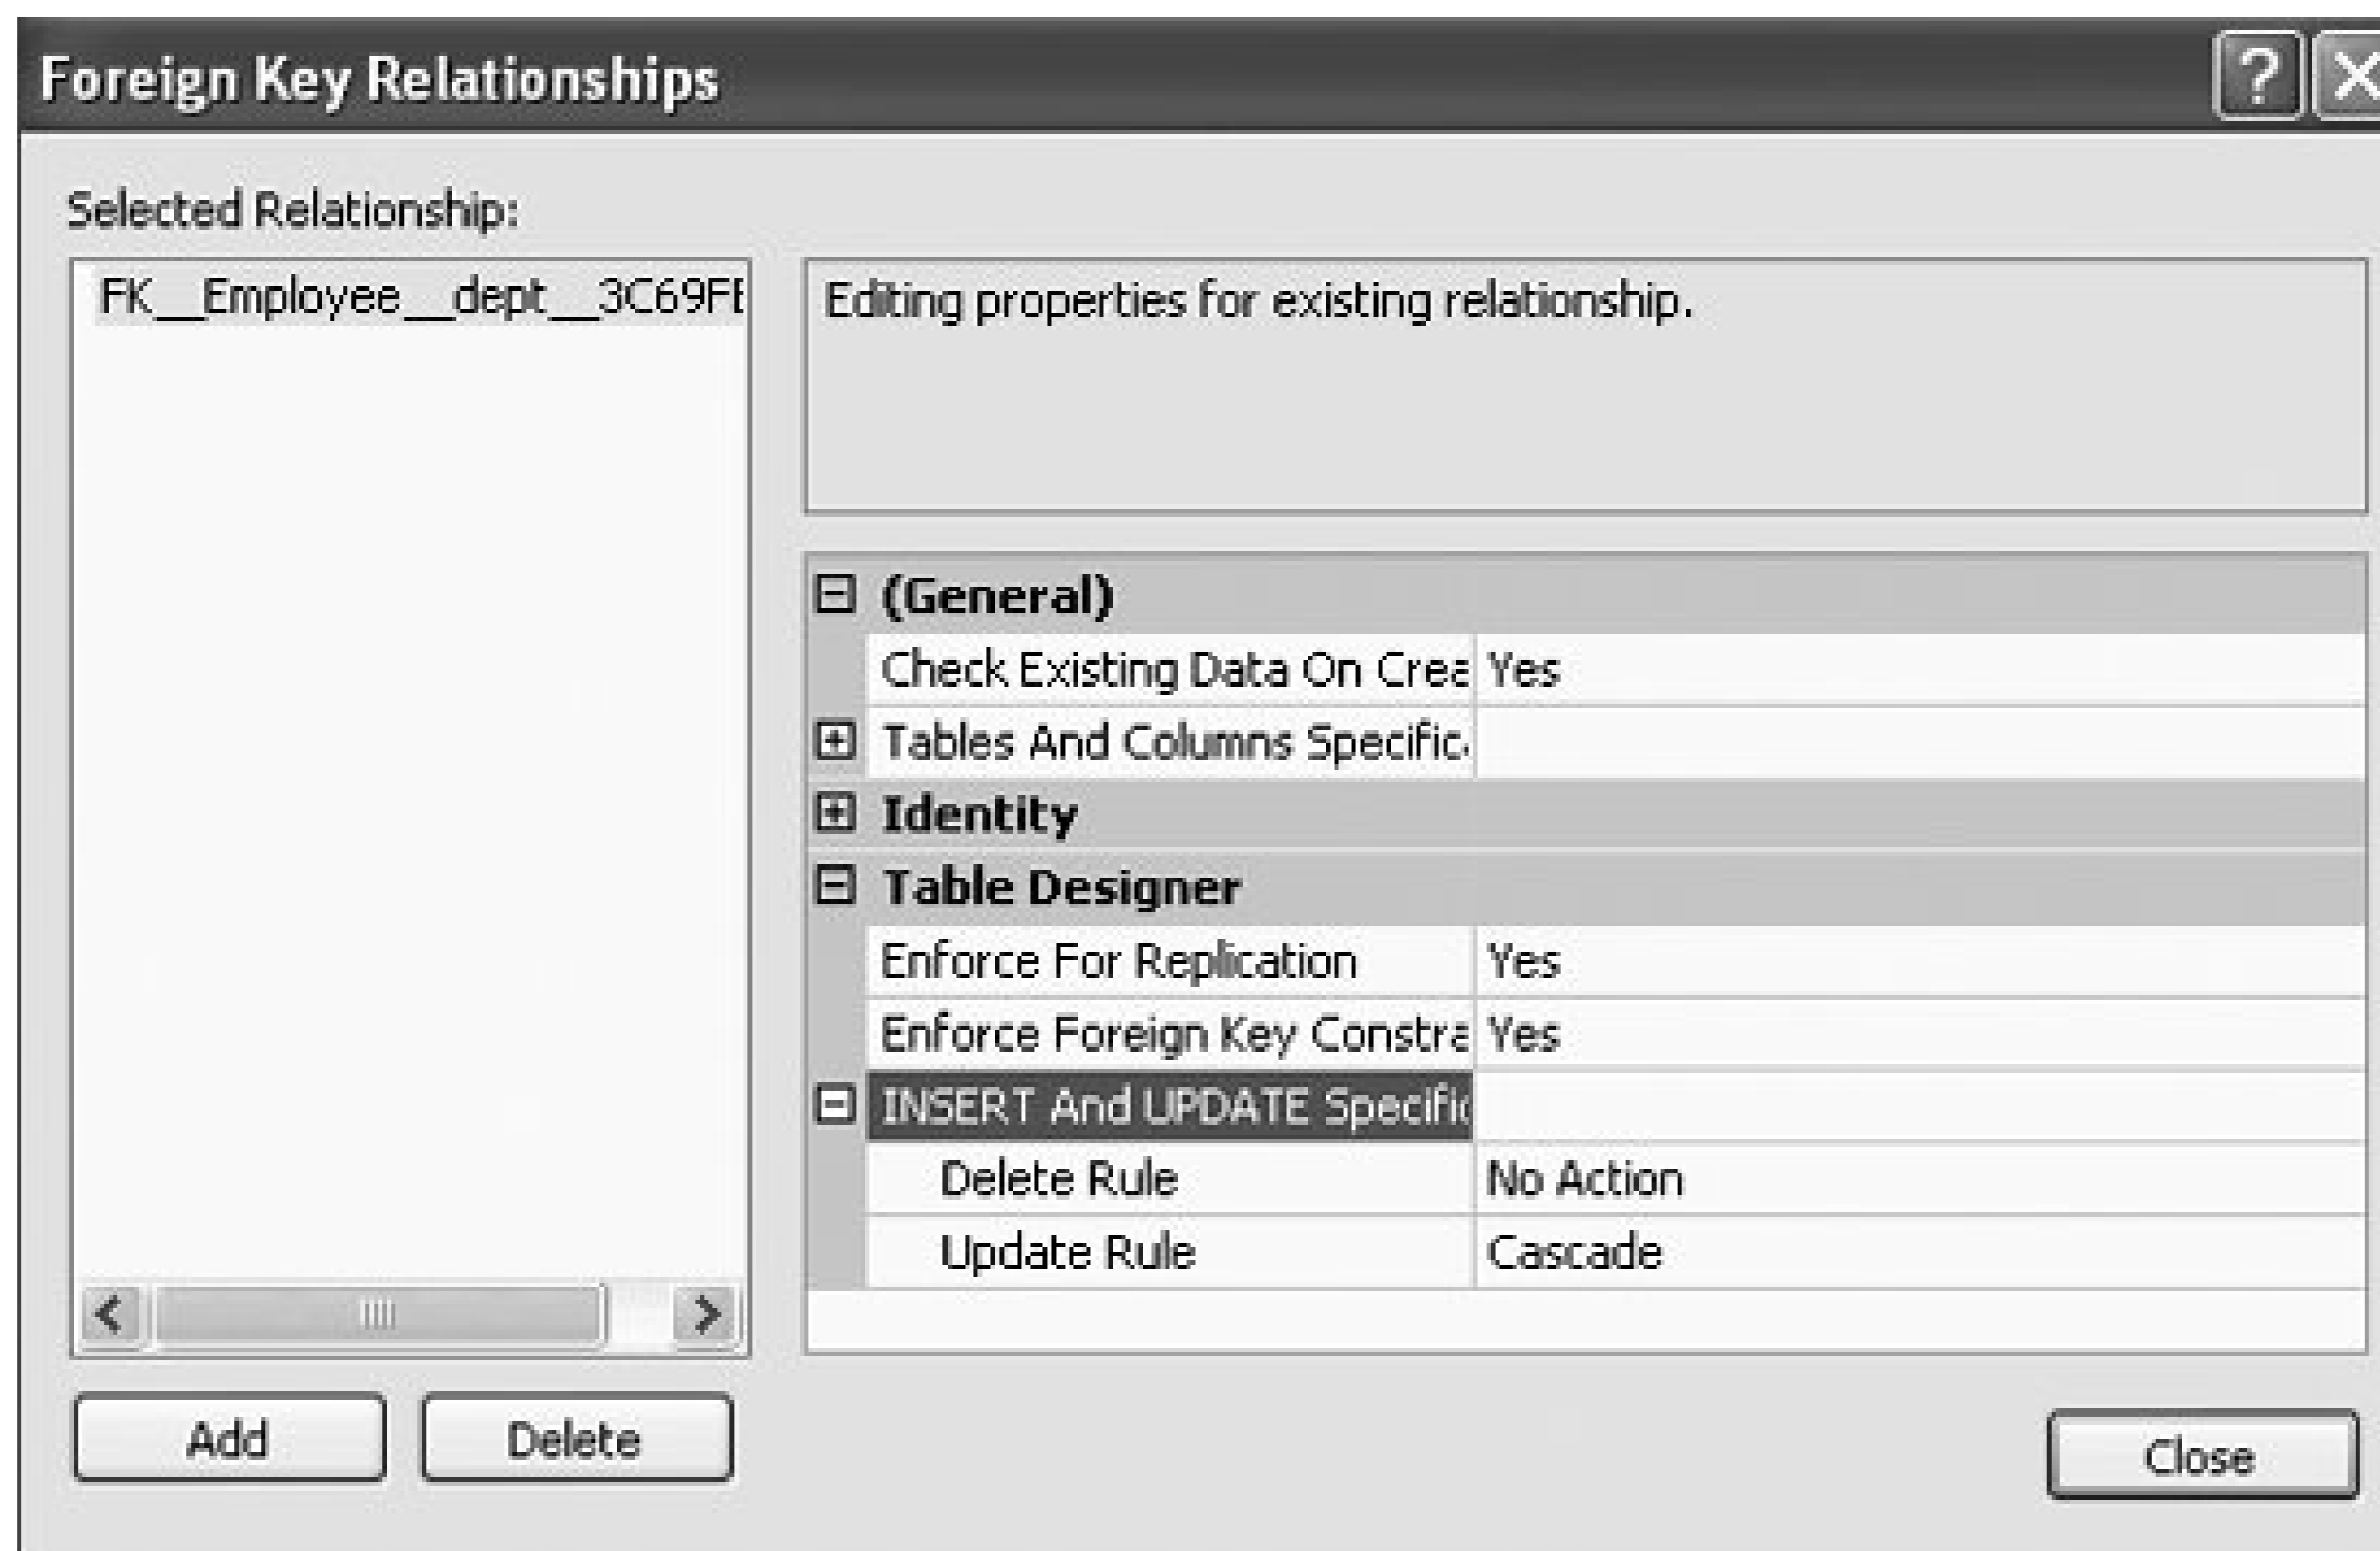 Foreign Key Relationships
Selected Relationship:
FK__Employee__dept__3C69FE
Editing properties for existing relationship.
(General)
Check Existing Data On Crea Yes
Tables And Columns Specific
Identity
Table Designer
Enforce For Replication Yes
Enforce Foreign Key Constra Yes
INSERT And UPDATE Specific
Delete Rule No Action
Update Rule Cascade
Add Delete
Close